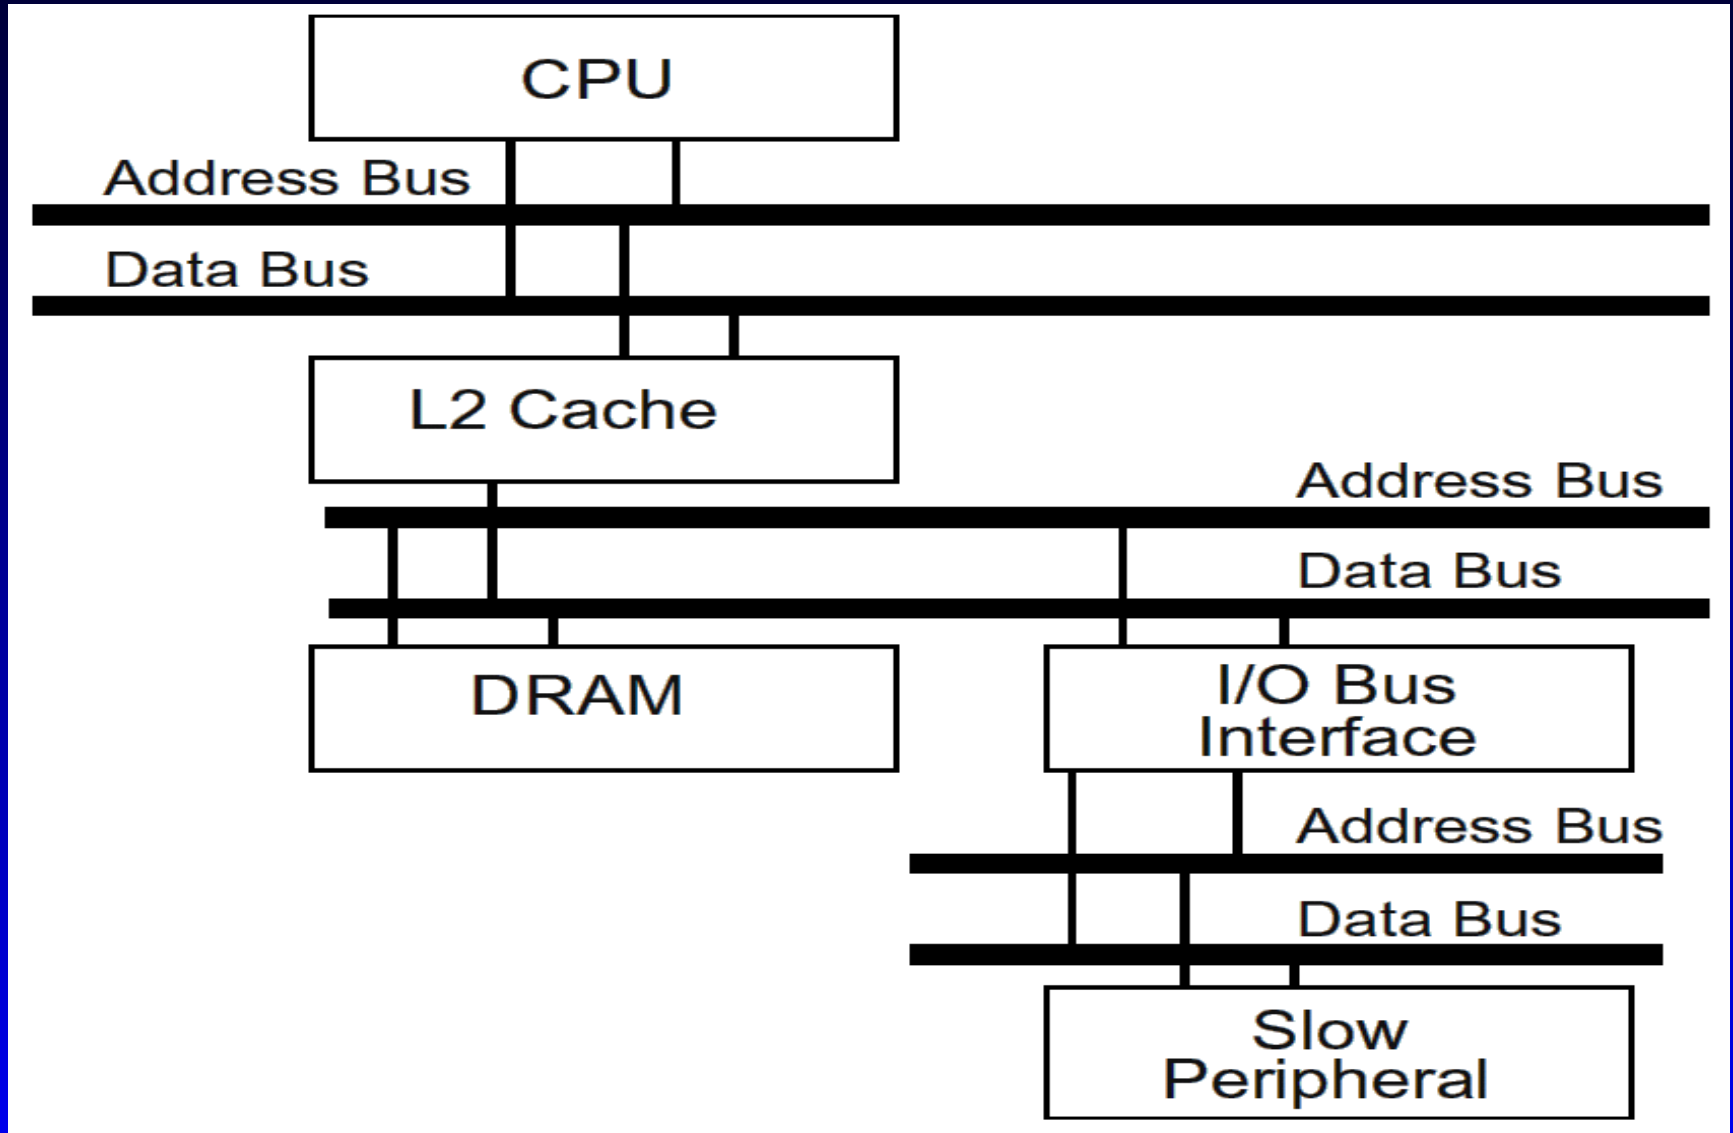 CPU
Address Bus
Data Bus
L2 Cache
Address Bus
Data Bus
DRAM
I/O Bus
Interface
Address Bus
Data Bus
Slow
Peripheral